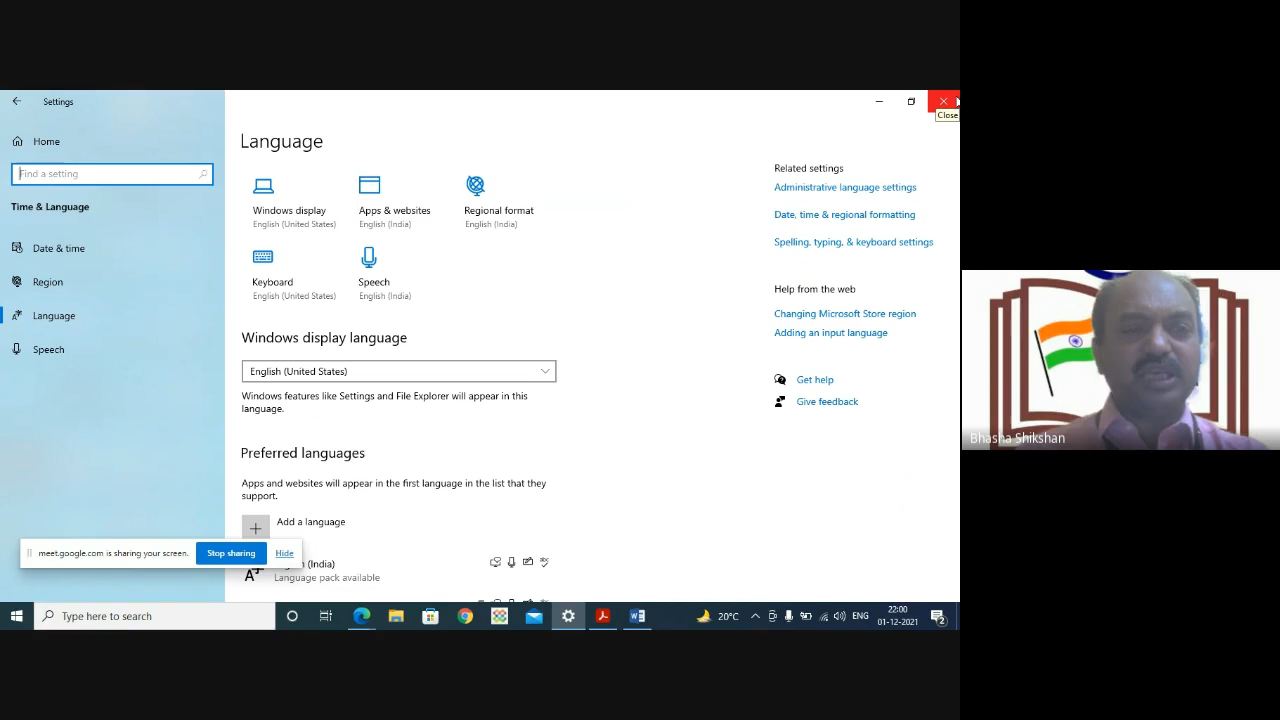 Settings
Close
Home
Find a setting
Time & Language
Date & time
Region
Language
Speech
Language
Windows display
English (United States)
Apps & websites
English (India)
Regional format
English (India)
Keyboard
English (United States)
Speech
English (India)
Windows display language
English (United States)
Windows features like Settings and File Explorer will appear in this
language.
Preferred languages
Apps and websites will appear in the first language in the list that they
support.
Add a language
(India)
Language pack available
Related settings
Administrative language settings
Date, time & regional formatting
Spelling, typing, & keyboard settings
Help from the web
Changing Microsoft Store region
Adding an input language
Get help
Give feedback
meet.google.com is sharing your screen.
Stop sharing
Hide
Type here to search
20°C
ENG
22:00
01-12-2021
2
Bhasha Shikshan